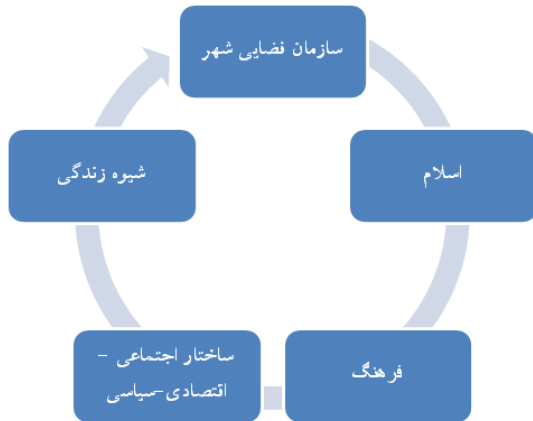 سازمان فضایی شهر
اسلام
فرهنگ
ساختار اجتماعی –
اقتصادی–سیاسی
شیوه زندگی